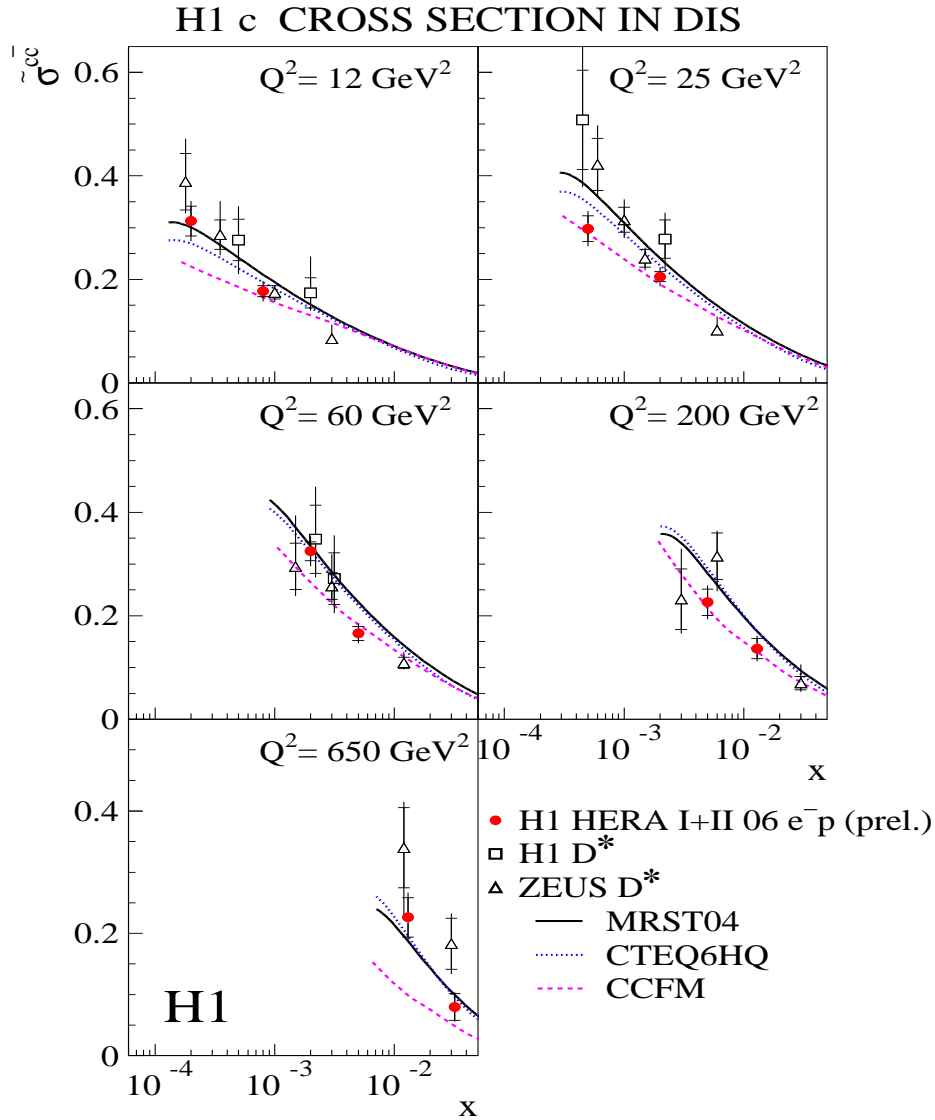 H1 c CROSS SECTION IN DIS
σ̃^cc̄
Q²= 12 GeV²
Q²= 25 GeV²
0.6
0.4
0.2
0
Q²= 60 GeV²
Q²= 200 GeV²
0.6
0.4
0.2
0
Q²= 650 GeV²
10⁻⁴ 10⁻³ 10⁻²
x
0.4
0.2
0
H1 HERA I+II 06 e⁻p (prel.)
H1 D*
ZEUS D*
MRST04
CTEQ6HQ
CCFM
H1
10⁻⁴ 10⁻³ 10⁻²
x